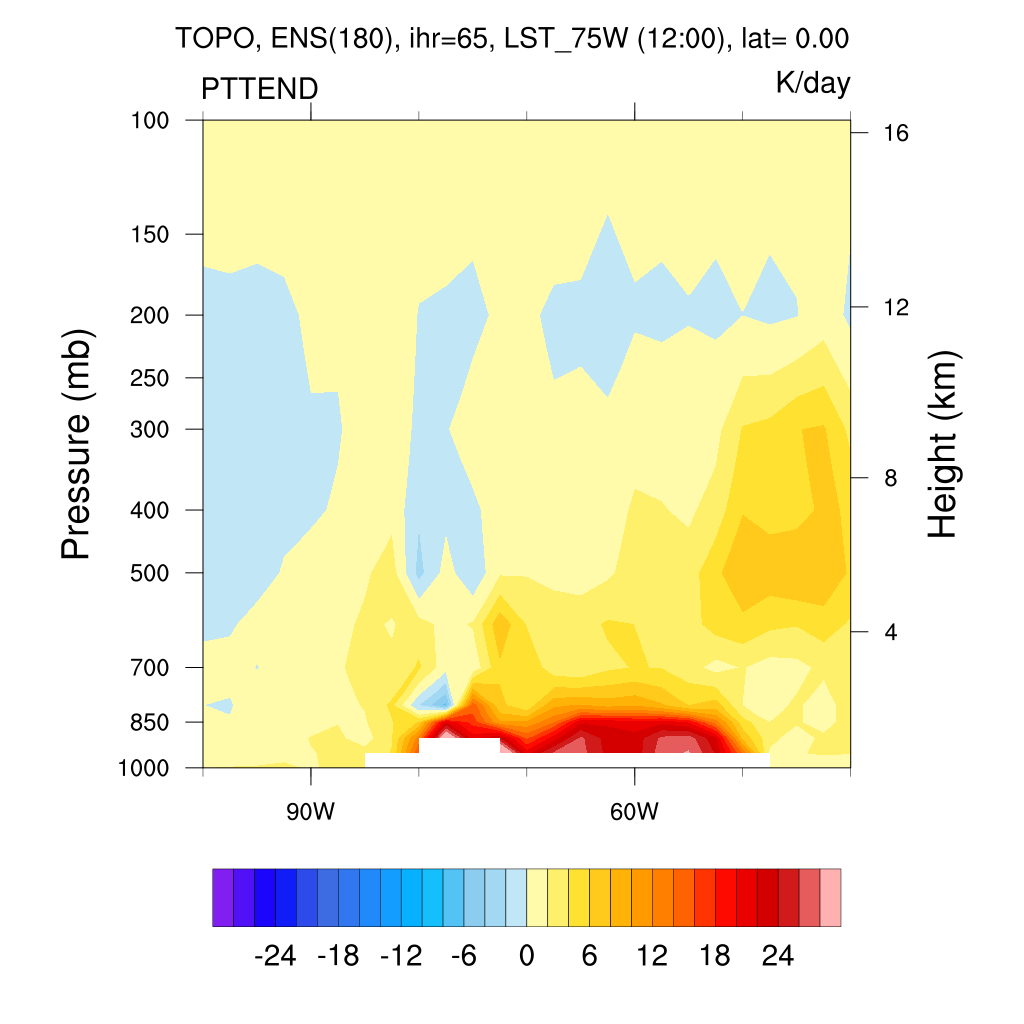 TOPO, ENS(180), ihr=65, LST_75W (12:00), lat= 0.00
PTTEND
K/day
100
150
200
250
300
400
500
700
850
1000
Pressure (mb)
16
12
8
4
Height (km)
90W
60W
-24 -18 -12 -6 0 6 12 18 24